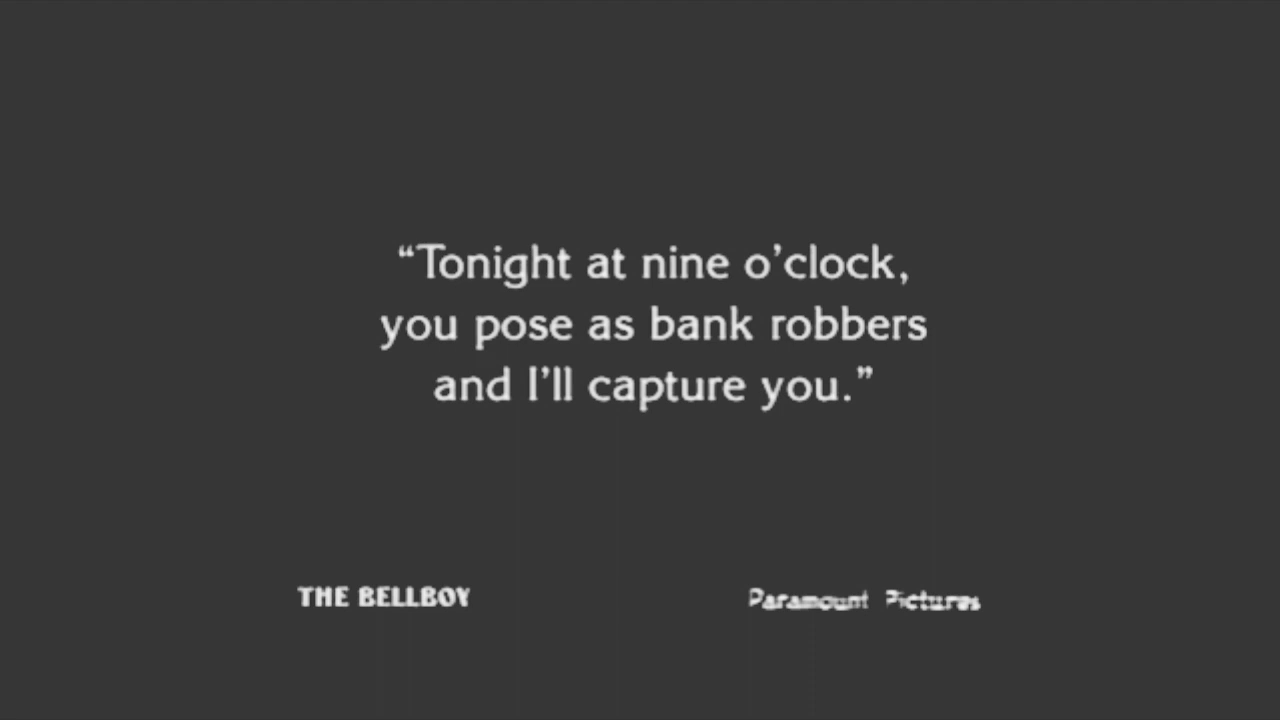 “Tonight at nine o’clock,
you pose as bank robbers
and I’ll capture you.”
THE BELLBOY Paramount Pictures